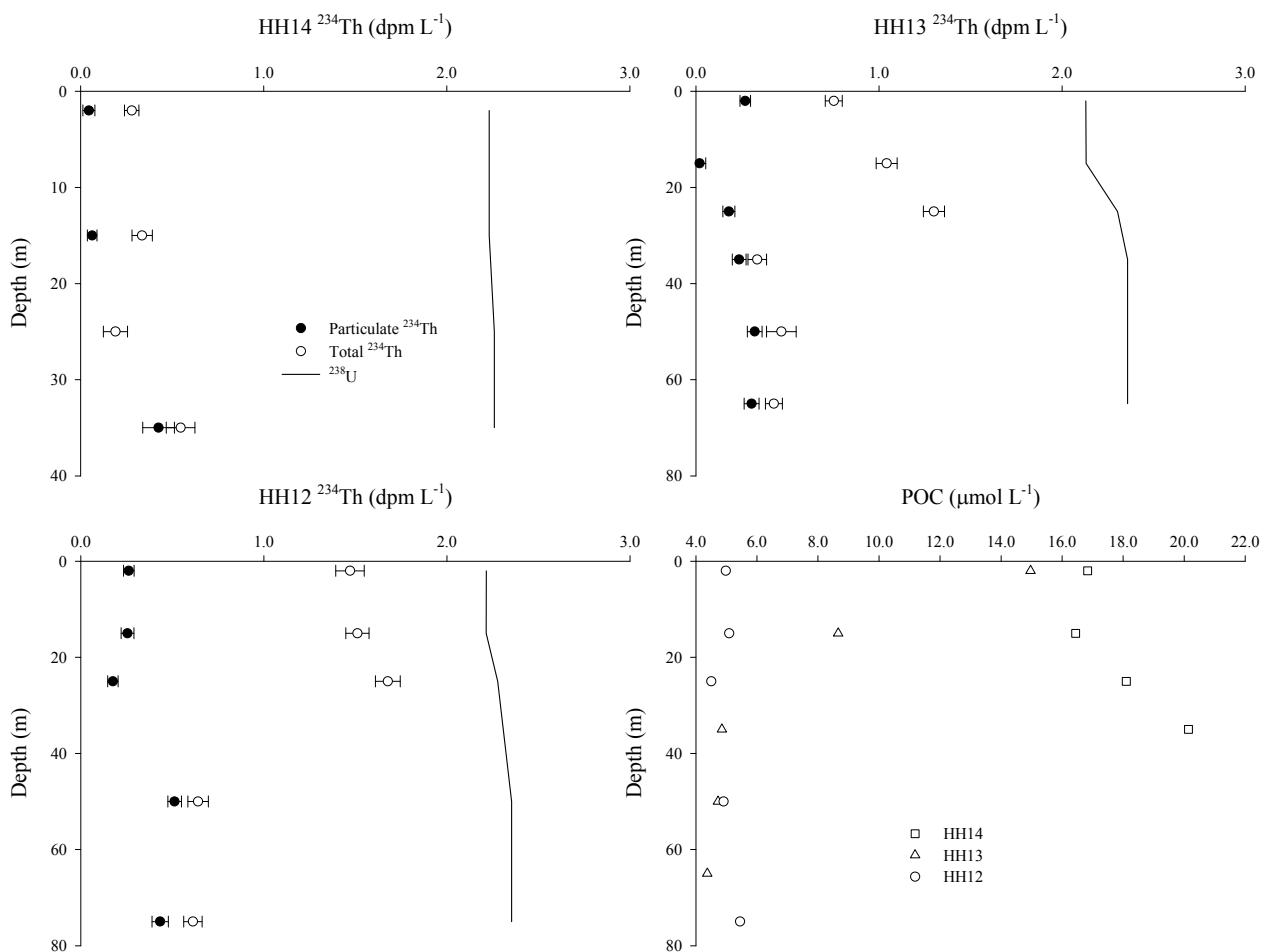 HH14 ²³⁴Th (dpm L⁻¹)
0.0 1.0 2.0 3.0
0
10
20
30
40
Depth (m)
Particulate ²³⁴Th
Total ²³⁴Th
²³⁸U
HH13 ²³⁴Th (dpm L⁻¹)
0.0 1.0 2.0 3.0
0
20
40
60
80
Depth (m)
HH12 ²³⁴Th (dpm L⁻¹)
0.0 1.0 2.0 3.0
0
20
40
60
80
Depth (m)
POC (μmol L⁻¹)
4.0 6.0 8.0 10.0 12.0 14.0 16.0 18.0 20.0 22.0
0
20
40
60
80
Depth (m)
HH14
HH13
HH12